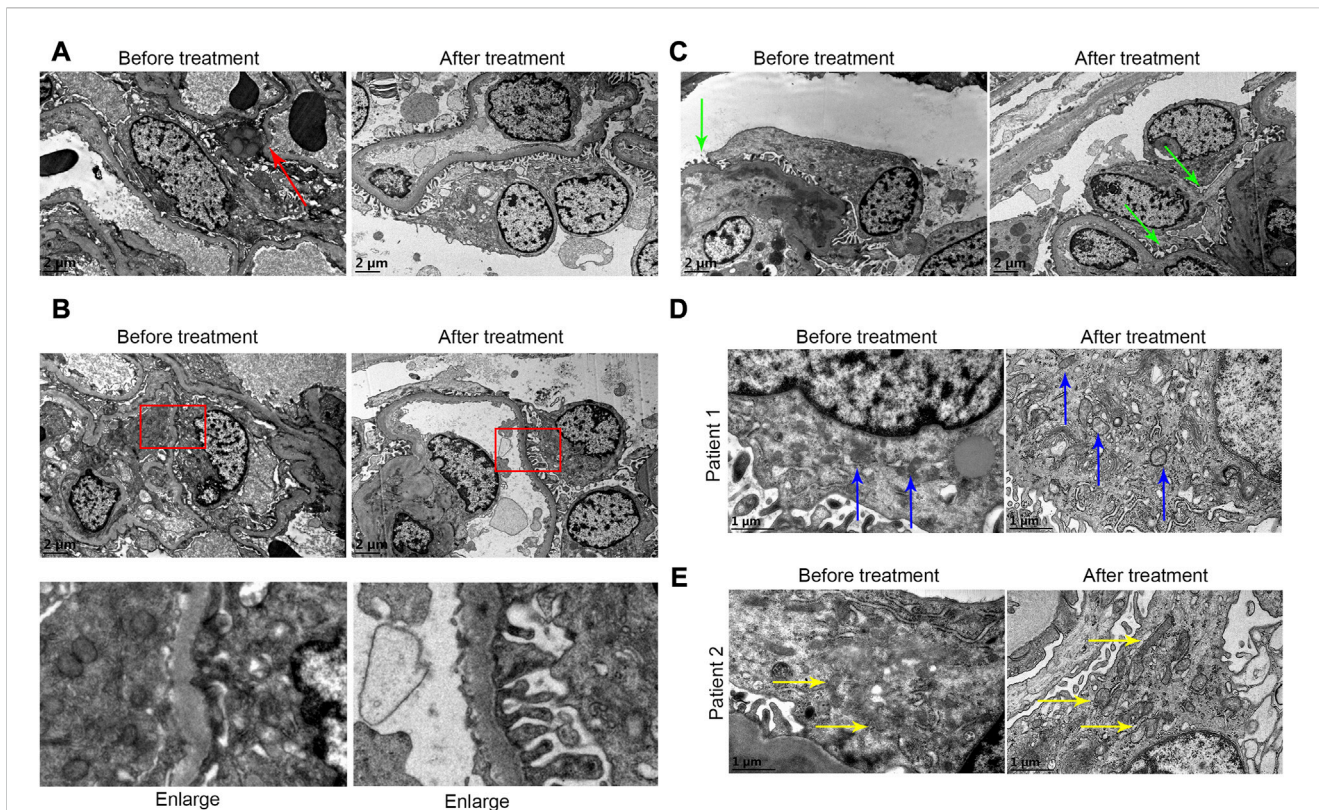 A
Before treatment
After treatment
2 µm
2 µm
B
Before treatment
After treatment
2 µm
2 µm
Enlarge
Enlarge
C
Before treatment
After treatment
2 µm
2 µm
D
Before treatment
After treatment
Patient 1
1 µm
1 µm
E
Before treatment
After treatment
Patient 2
1 µm
1 µm